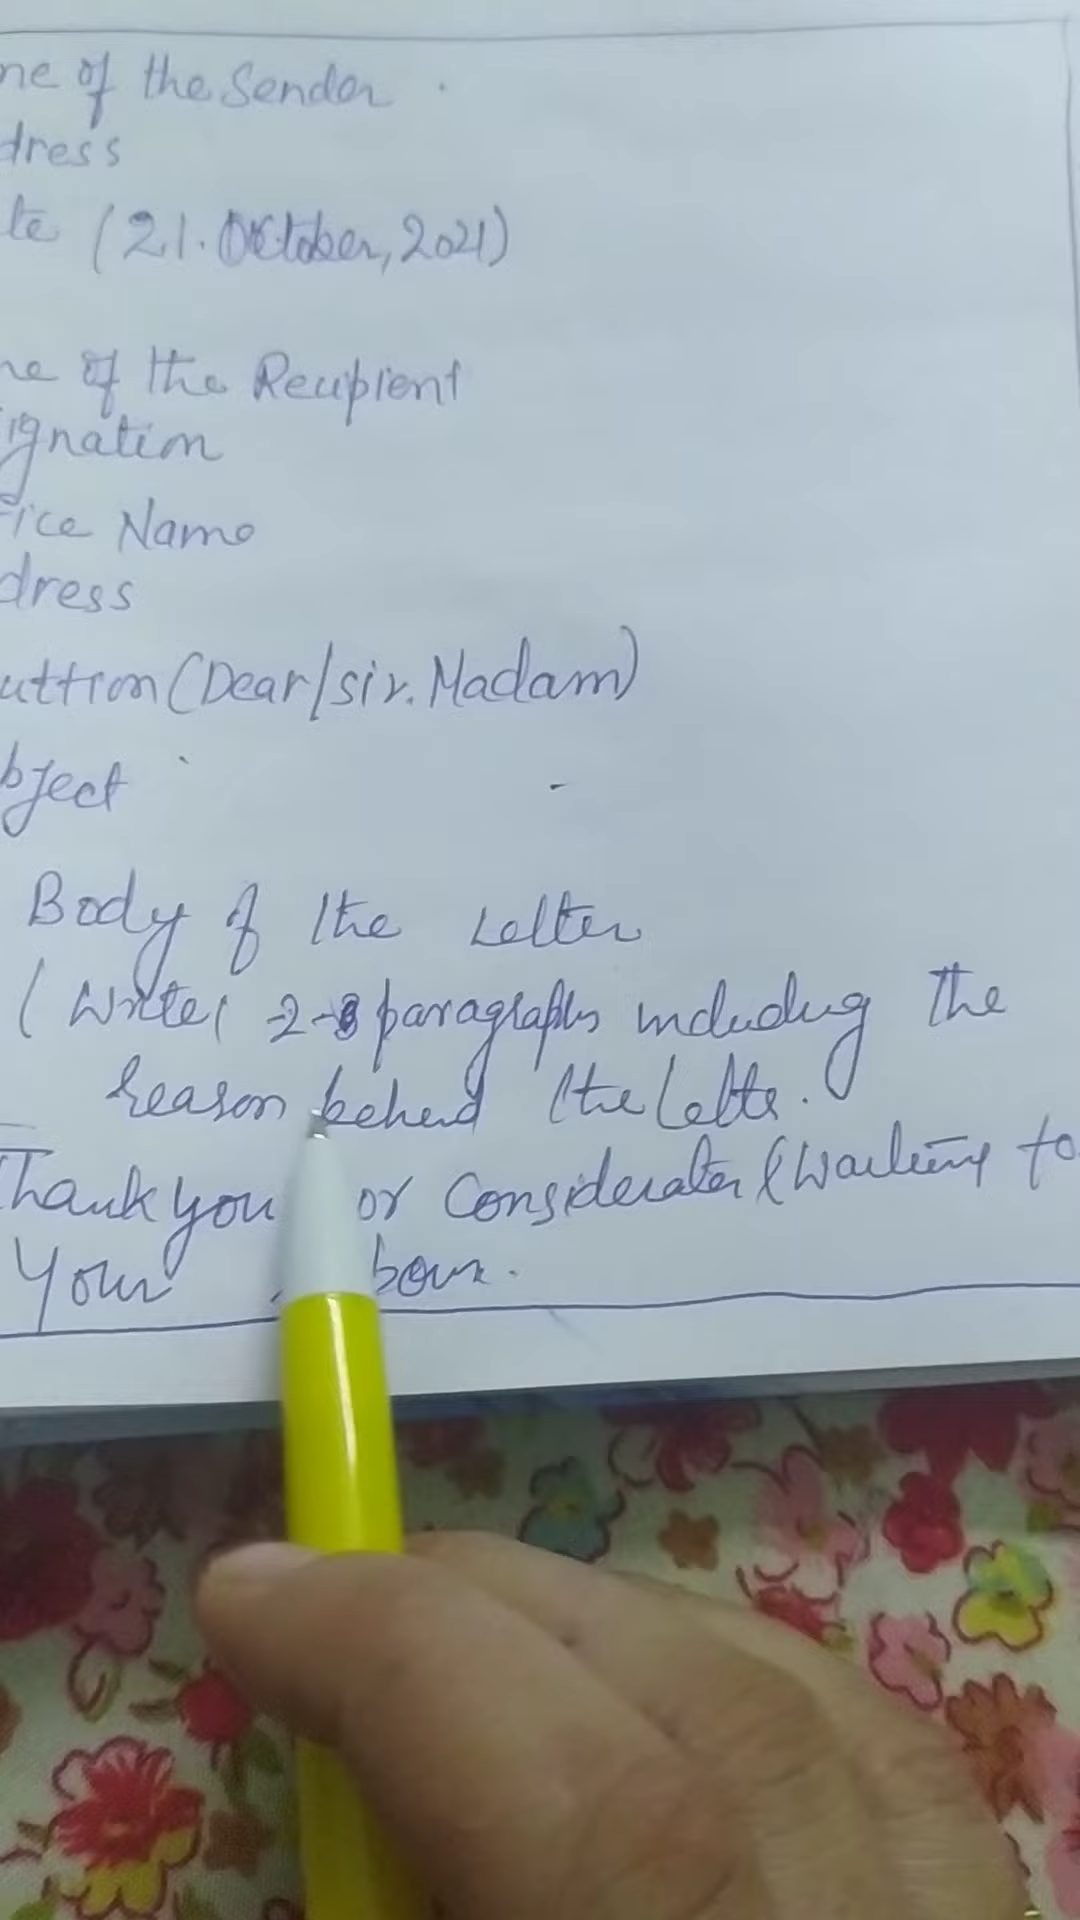 ne of the Sender
dress
te (21. October, 2021)
ne of the Recipient
ignation
fice Name
dress
uttion (Dear/sir. Madam)
bject
Body of the Letter
(Write( 2-3 paragraphs including the
reason behind the Lette.
Thank you or Consideration (Waiting to
Your